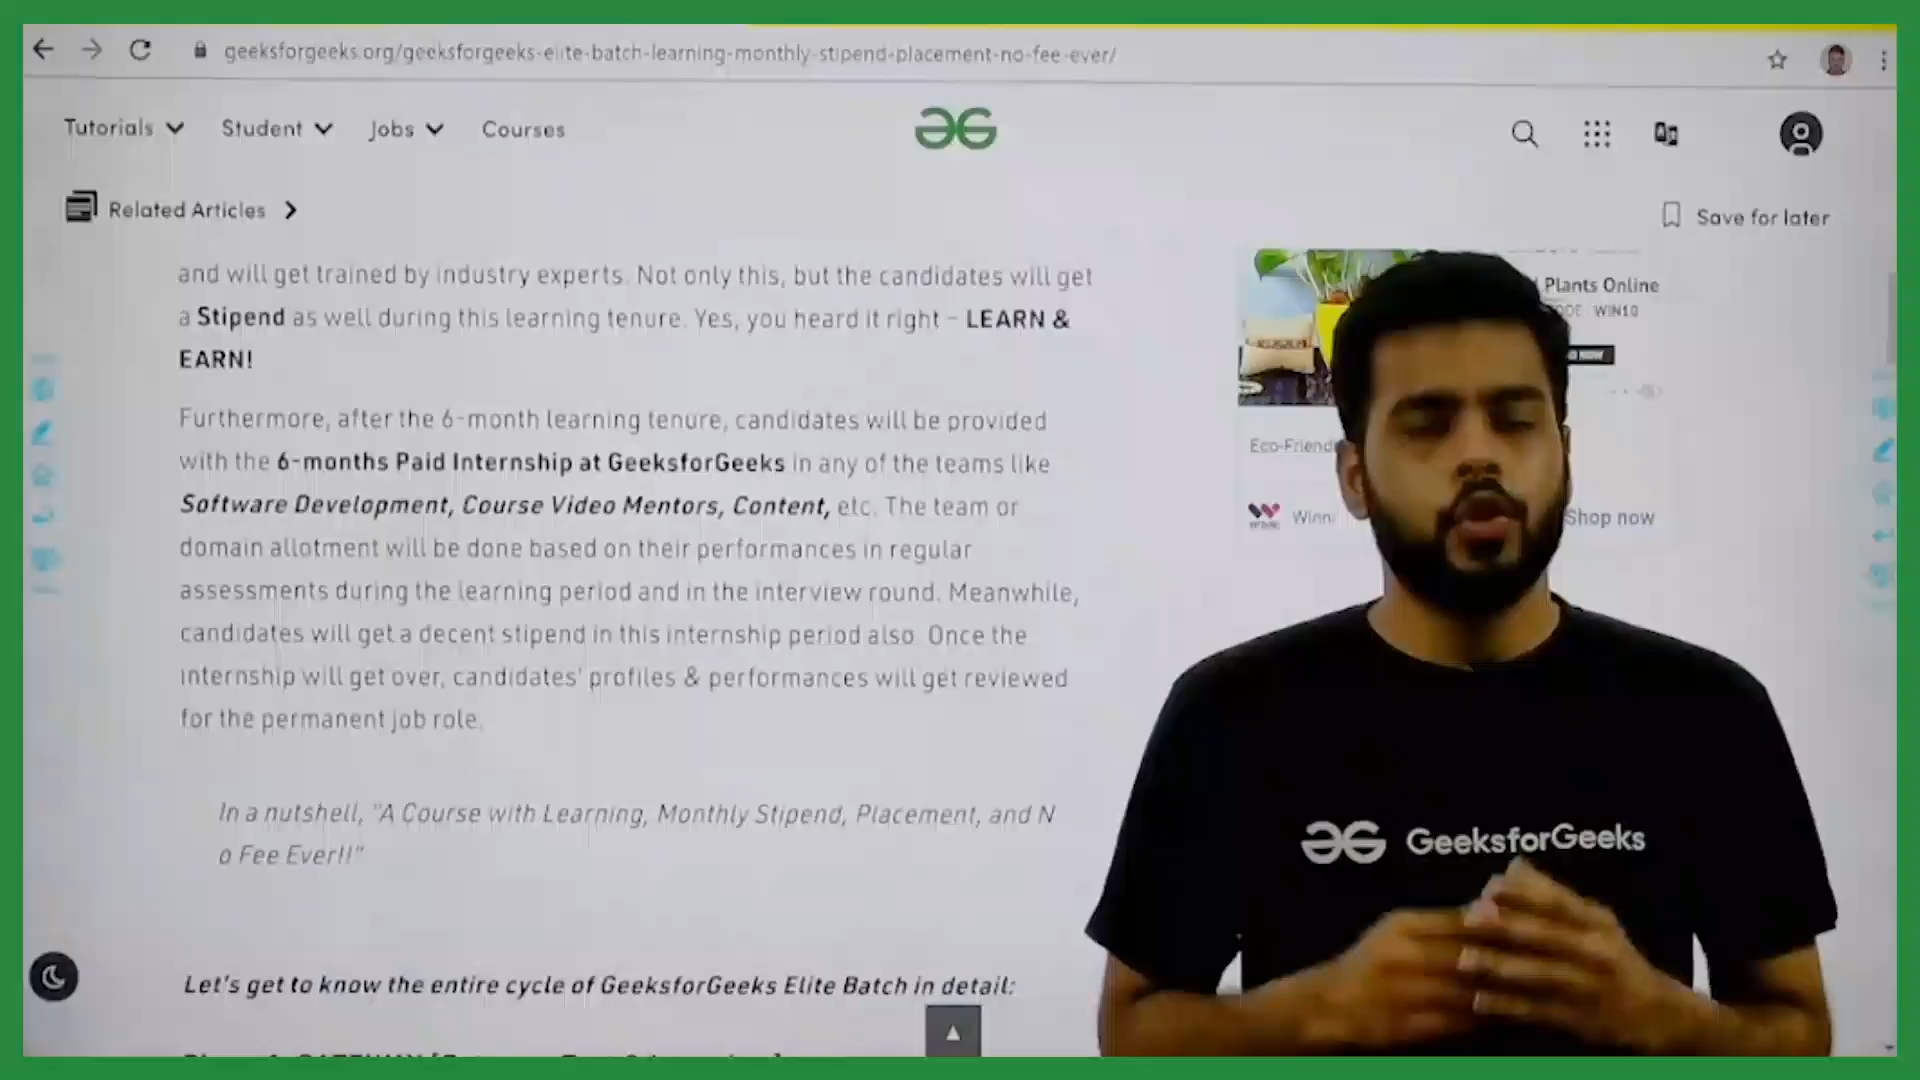 geeksforgeeks.org/geeksforgeeks-elite-batch-learning-monthly-stipend-placement-no-fee-ever/
Tutorials Student Jobs Courses
Related Articles
Save for later
and will get trained by industry experts. Not only this, but the candidates will get
a Stipend as well during this learning tenure. Yes, you heard it right – LEARN &
EARN!
Furthermore, after the 6-month learning tenure, candidates will be provided
with the 6-months Paid Internship at GeeksforGeeks in any of the teams like
Software Development, Course Video Mentors, Content, etc. The team or
domain allotment will be done based on their performances in regular
assessments during the learning period and in the interview round. Meanwhile,
candidates will get a decent stipend in this internship period also. Once the
internship will get over, candidates' profiles & performances will get reviewed
for the permanent job role.
In a nutshell, "A Course with Learning, Monthly Stipend, Placement, and N
o Fee Ever!!"
Let's get to know the entire cycle of GeeksforGeeks Elite Batch in detail:
Plants Online
WIN10
Eco-Friend
Winni
Shop now
GeeksforGeeks